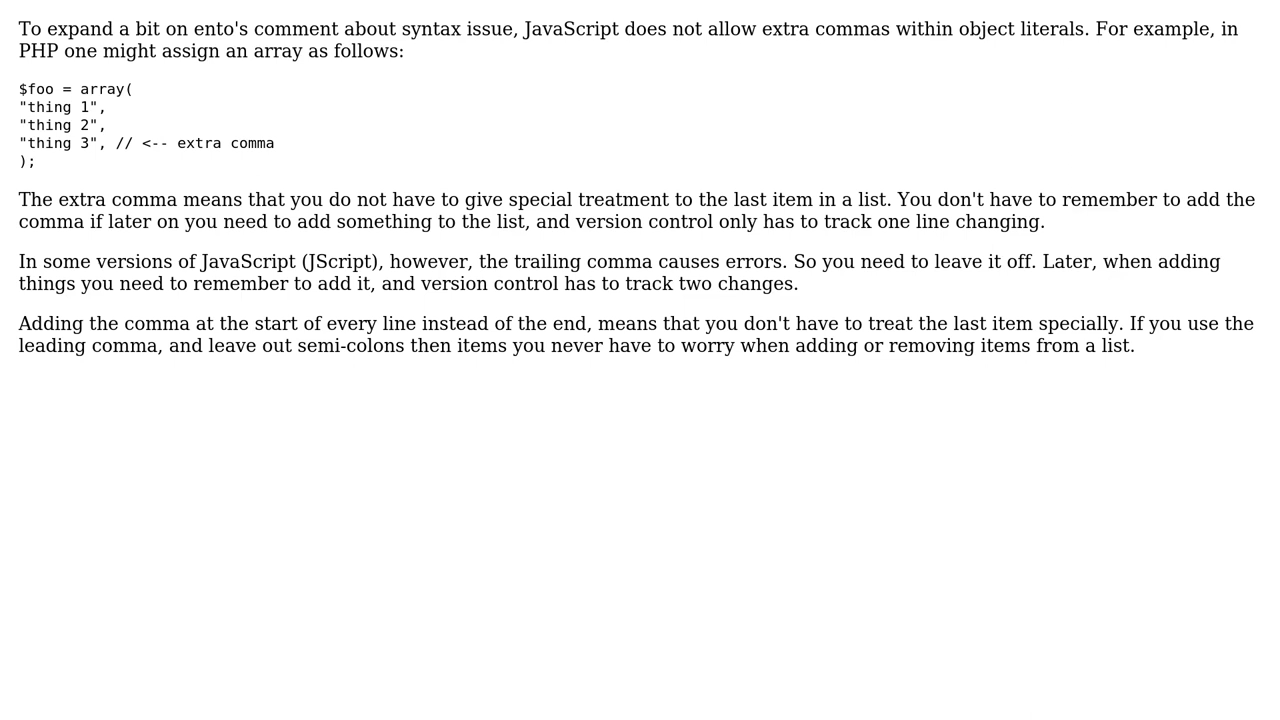 To expand a bit on ento's comment about syntax issue, JavaScript does not allow extra commas within object literals. For example, in
PHP one might assign an array as follows:
$foo = array(
"thing 1",
"thing 2",
"thing 3", // <-- extra comma
);
The extra comma means that you do not have to give special treatment to the last item in a list. You don't have to remember to add the
comma if later on you need to add something to the list, and version control only has to track one line changing.
In some versions of JavaScript (JScript), however, the trailing comma causes errors. So you need to leave it off. Later, when adding
things you need to remember to add it, and version control has to track two changes.
Adding the comma at the start of every line instead of the end, means that you don't have to treat the last item specially. If you use the
leading comma, and leave out semi-colons then items you never have to worry when adding or removing items from a list.